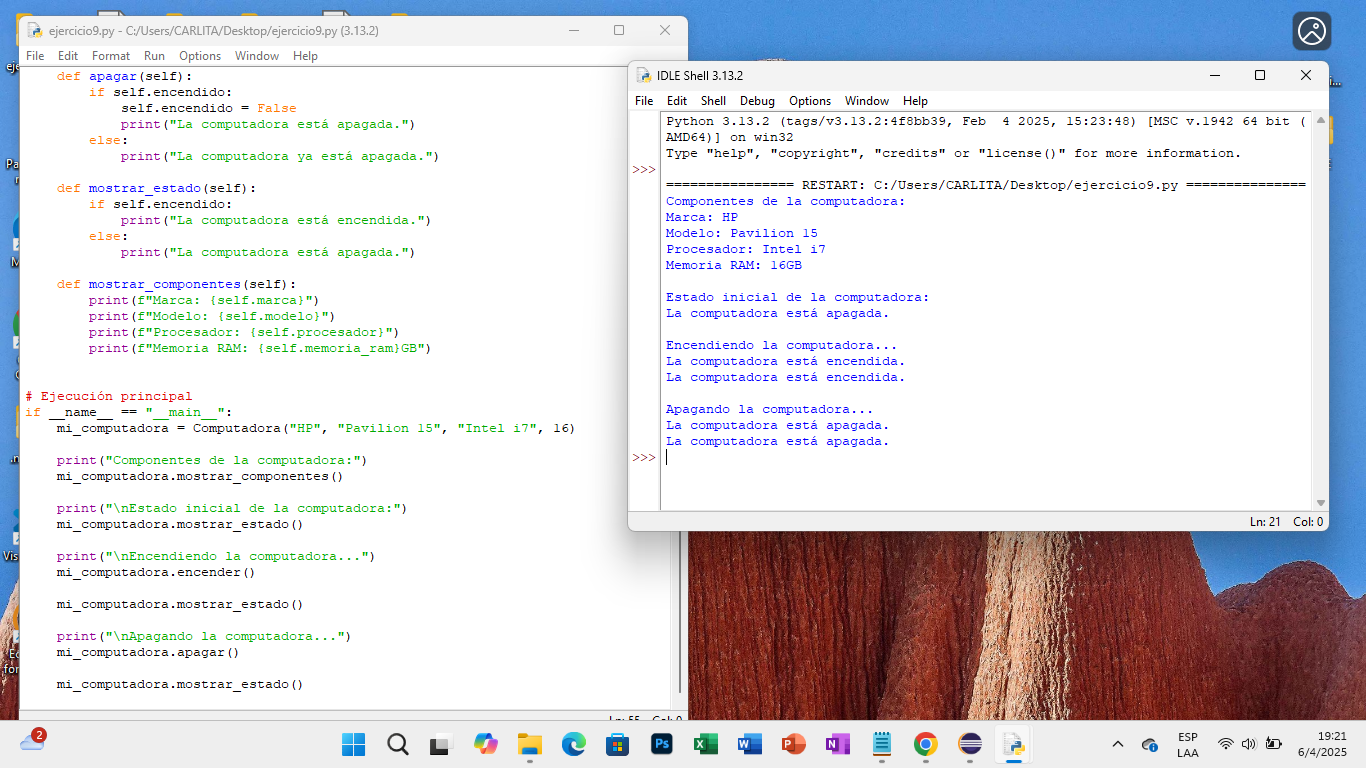 ejercicio9.py - C:/Users/CARLITA/Desktop/ejercicio9.py (3.13.2)
File Edit Format Run Options Window Help
    def apagar(self):
        if self.encendido:
            self.encendido = False
            print("La computadora está apagada.")
        else:
            print("La computadora ya está apagada.")

    def mostrar_estado(self):
        if self.encendido:
            print("La computadora está encendida.")
        else:
            print("La computadora está apagada.")

    def mostrar_componentes(self):
        print(f"Marca: {self.marca}")
        print(f"Modelo: {self.modelo}")
        print(f"Procesador: {self.procesador}")
        print(f"Memoria RAM: {self.memoria_ram}GB")

# Ejecución principal
if __name__ == "__main__":
    mi_computadora = Computadora("HP", "Pavilion 15", "Intel i7", 16)

    print("Componentes de la computadora:")
    mi_computadora.mostrar_componentes()

    print("\nEstado inicial de la computadora:")
    mi_computadora.mostrar_estado()

    print("\nEncendiendo la computadora...")
    mi_computadora.encender()

    mi_computadora.mostrar_estado()

    print("\nApagando la computadora...")
    mi_computadora.apagar()

    mi_computadora.mostrar_estado()
IDLE Shell 3.13.2
File Edit Shell Debug Options Window Help
Python 3.13.2 (tags/v3.13.2:4f8bb39, Feb  4 2025, 15:23:48) [MSC v.1942 64 bit (
AMD64)] on win32
Type "help", "copyright", "credits" or "license()" for more information.
>>>
================ RESTART: C:/Users/CARLITA/Desktop/ejercicio9.py ===============
Componentes de la computadora:
Marca: HP
Modelo: Pavilion 15
Procesador: Intel i7
Memoria RAM: 16GB

Estado inicial de la computadora:
La computadora está apagada.

Encendiendo la computadora...
La computadora está encendida.
La computadora está encendida.

Apagando la computadora...
La computadora está apagada.
La computadora está apagada.
>>>
Ln: 21 Col: 0
2
Ps
ESP
LAA
19:21
6/4/2025